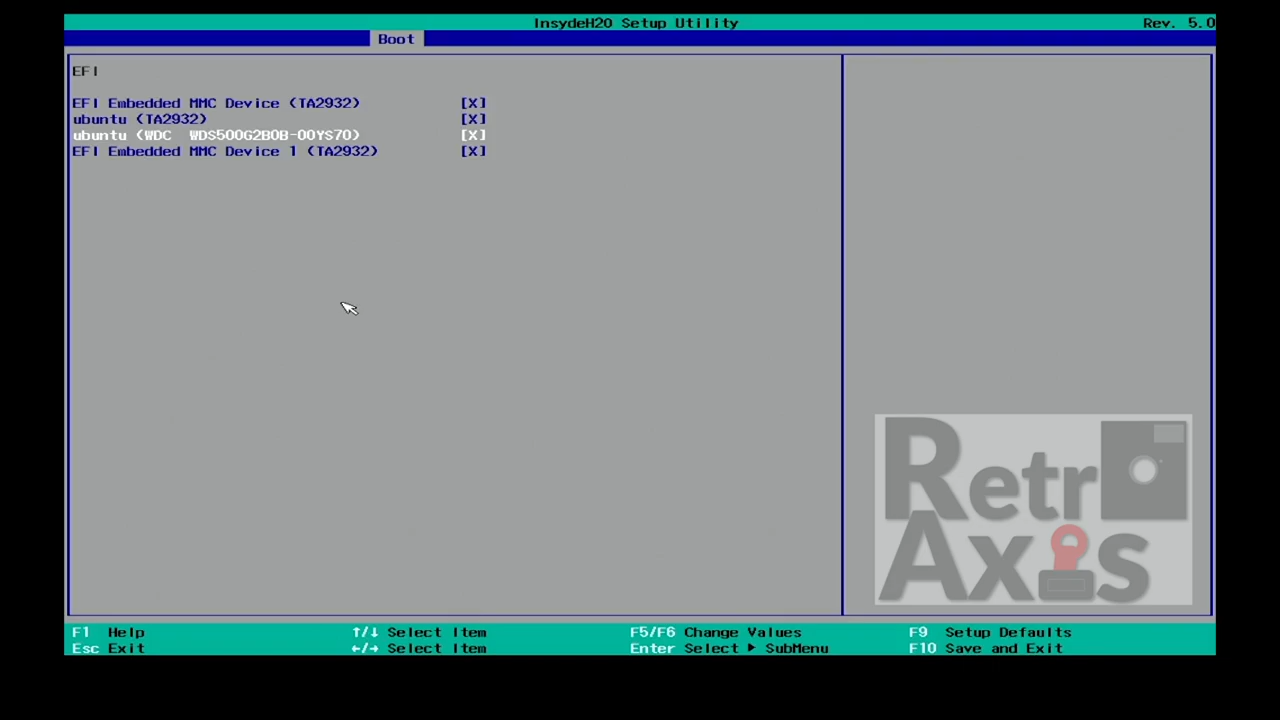 InsydeH2O Setup Utility Rev. 5.0
Boot
EFI
EFI Embedded MMC Device (TA2932) [X]
ubuntu (TA2932) [X]
ubuntu (WDC  WDS500G2B0B-00YS70) [X]
EFI Embedded MMC Device 1 (TA2932) [X]
Retr
Axis
F1 Help ↑/↓ Select Item F5/F6 Change Values F9 Setup Defaults
Esc Exit ←/→ Select Item Enter Select ▶ SubMenu F10 Save and Exit